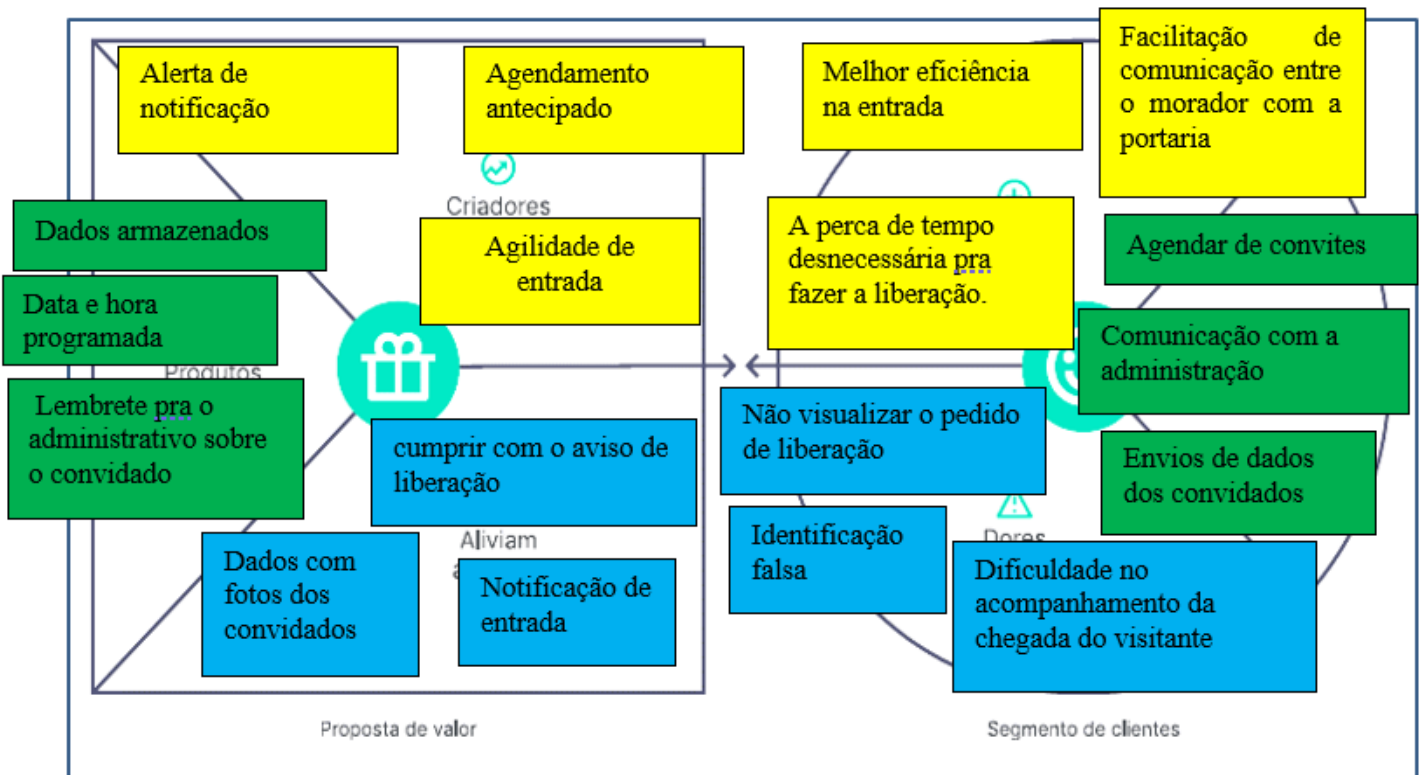 Alerta de
notificação
Agendamento
antecipado
Criadores
Agilidade de
entrada
Dados armazenados
Data e hora
programada
Produtos
Lembrete pra o
administrativo sobre
o convidado
cumprir com o aviso de
liberação
Aliviam
Dados com
fotos dos
convidados
Notificação de
entrada
Proposta de valor
Melhor eficiência
na entrada
Facilitação de
comunicação entre
o morador com a
portaria
A perca de tempo
desnecessária pra
fazer a liberação.
Agendar de convites
Comunicação com a
administração
Envios de dados
dos convidados
Não visualizar o pedido
de liberação
Identificação
falsa
Dores
Dificuldade no
acompanhamento da
chegada do visitante
Segmento de clientes